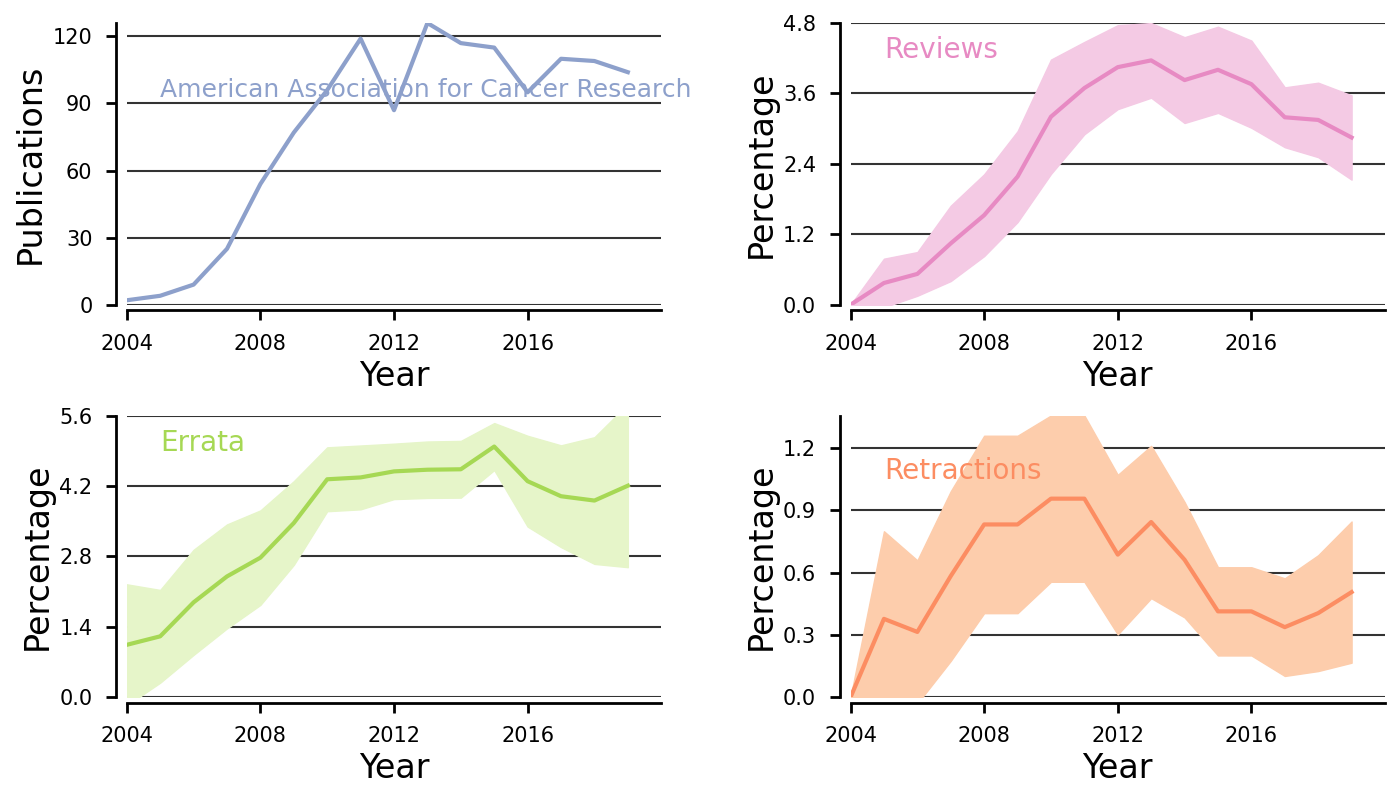 Publications
120
90
60
30
0
American Association for Cancer Research
2004 2008 2012 2016
Year
Percentage
4.8
3.6
2.4
1.2
0.0
Reviews
2004 2008 2012 2016
Year
Percentage
5.6
4.2
2.8
1.4
0.0
Errata
2004 2008 2012 2016
Year
Percentage
1.2
0.9
0.6
0.3
0.0
Retractions
2004 2008 2012 2016
Year